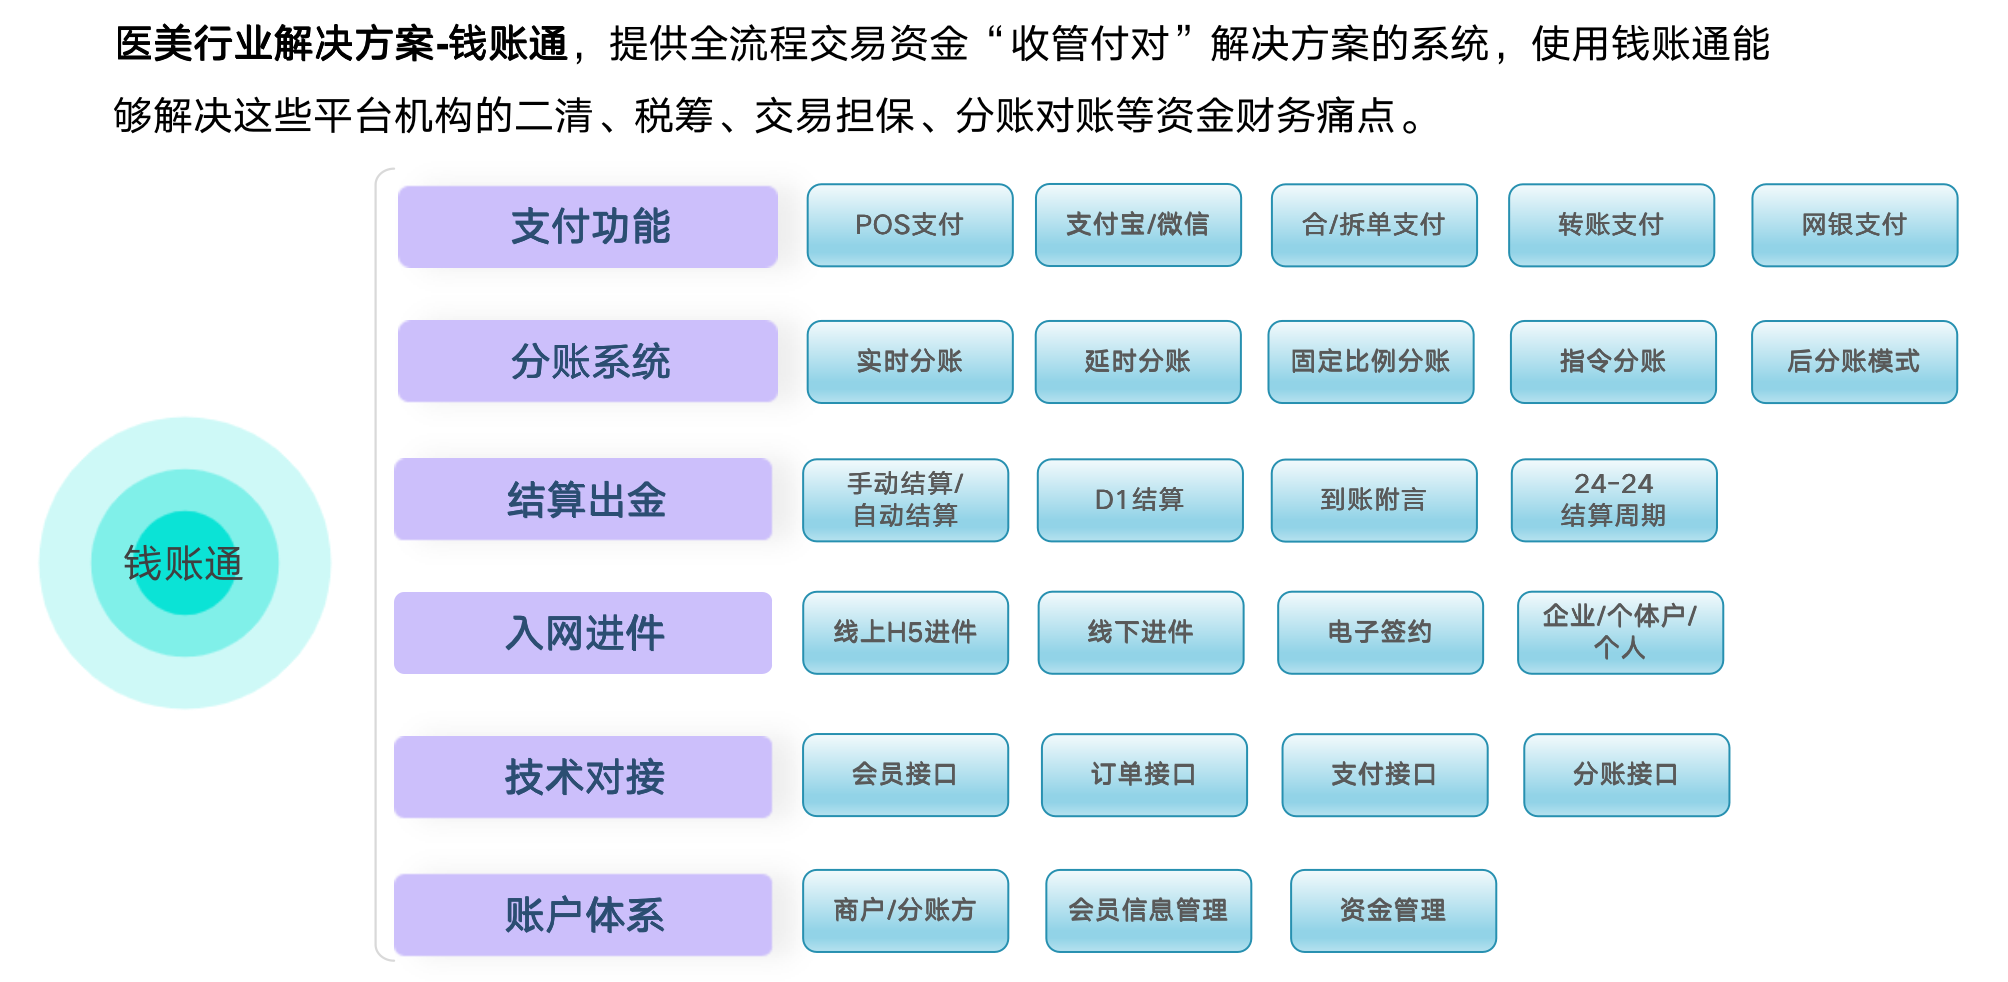 医美行业解决方案-钱账通，提供全流程交易资金“收管付对”解决方案的系统，使用钱账通能
够解决这些平台机构的二清、税筹、交易担保、分账对账等资金财务痛点。
钱账通
支付功能
POS支付
支付宝/微信
合/拆单支付
转账支付
网银支付
分账系统
实时分账
延时分账
固定比例分账
指令分账
后分账模式
结算出金
手动结算/
自动结算
D1结算
到账附言
24-24
结算周期
入网进件
线上H5进件
线下进件
电子签约
企业/个体户/
个人
技术对接
会员接口
订单接口
支付接口
分账接口
账户体系
商户/分账方
会员信息管理
资金管理